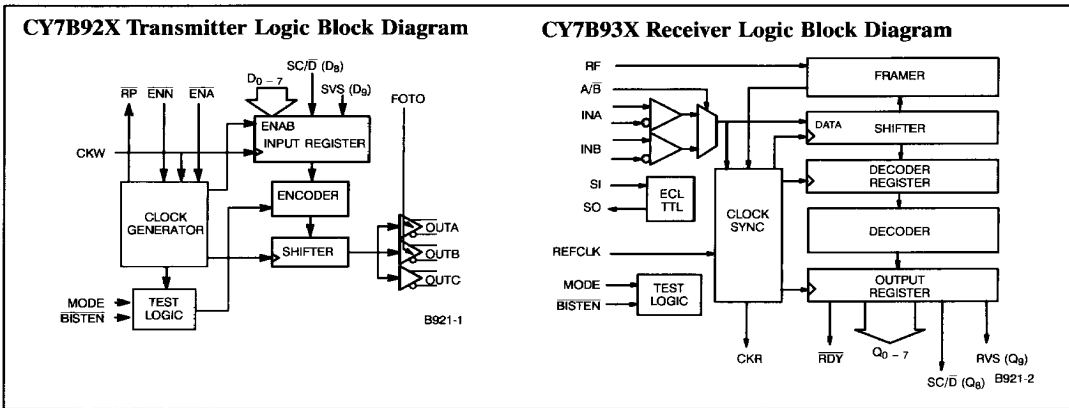 CY7B92X Transmitter Logic Block Diagram
RP ENN ENA
D0 – 7
SC/D (D8)
SVS (D9)
FOTO
CKW
ENAB
INPUT REGISTER
ENCODER
CLOCK
GENERATOR
SHIFTER
OUTA
OUTB
OUTC
MODE
BISTEN
TEST
LOGIC
B921-1
CY7B93X Receiver Logic Block Diagram
RF
A/B
INA
INB
SI
SO
ECL
TTL
REFCLK
MODE
BISTEN
TEST
LOGIC
CLOCK
SYNC
FRAMER
DATA
SHIFTER
DECODER
REGISTER
DECODER
OUTPUT
REGISTER
CKR
RDY
Q0 – 7
SC/D (Q8)
RVS (Q9)
B921-2